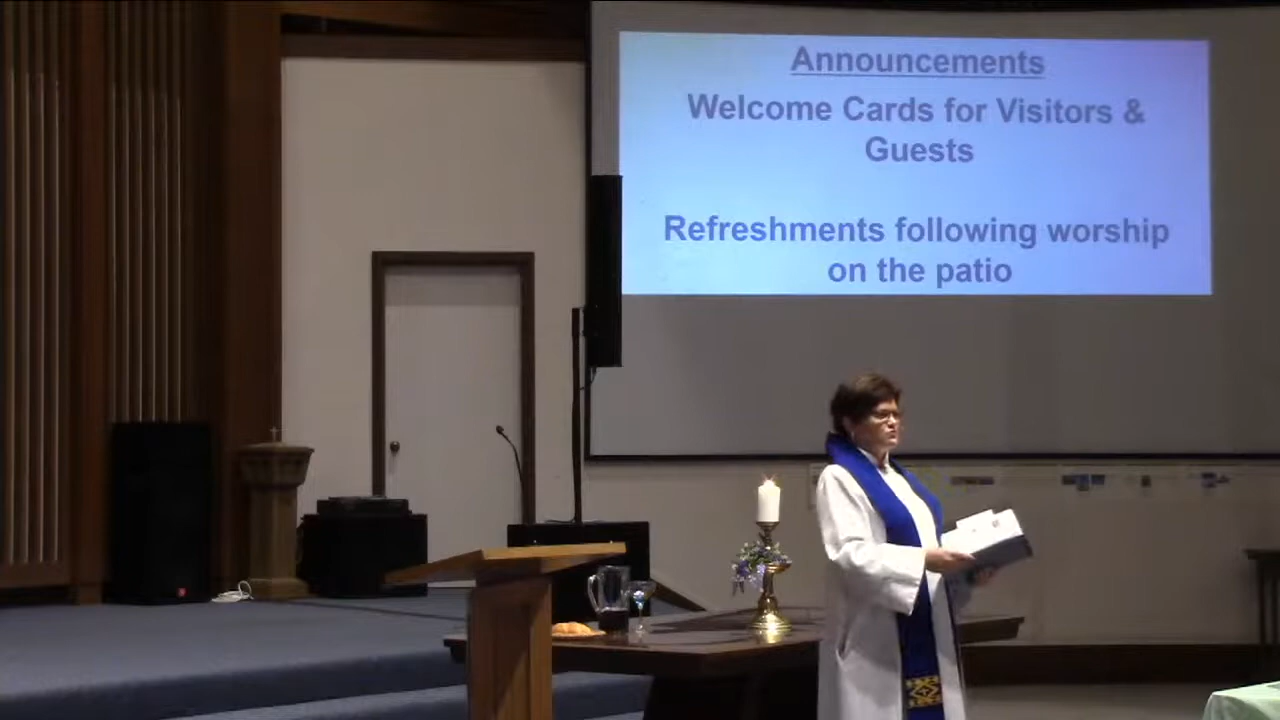 Announcements
Welcome Cards for Visitors &
Guests
Refreshments following worship
on the patio